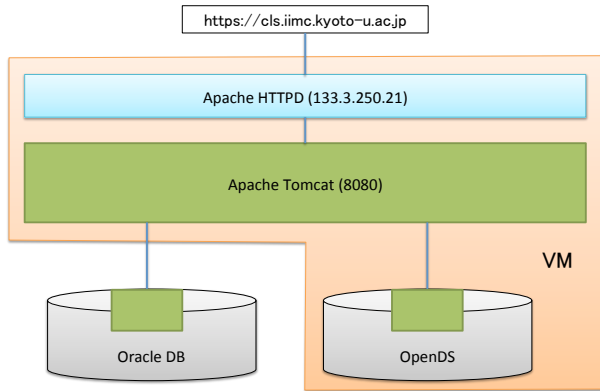 https://cls.iimc.kyoto-u.ac.jp
Apache HTTPD (133.3.250.21)
Apache Tomcat (8080)
VM
Oracle DB
OpenDS